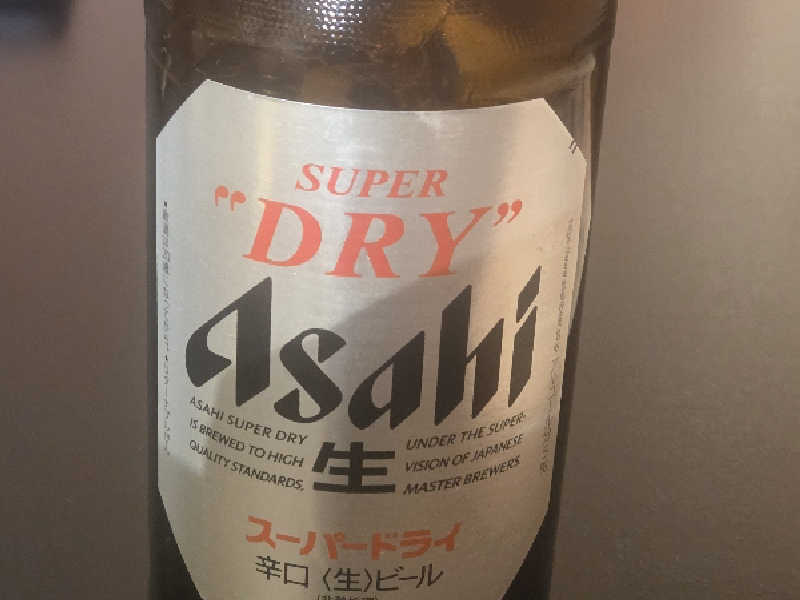 SUPER
"DRY"
Asahi
ASAHI SUPER DRY
IS BREWED TO HIGH
QUALITY STANDARDS,
生
UNDER THE SUPER-
VISION OF JAPANESE
MASTER BREWERS.
スーパードライ
辛口〈生〉ビール